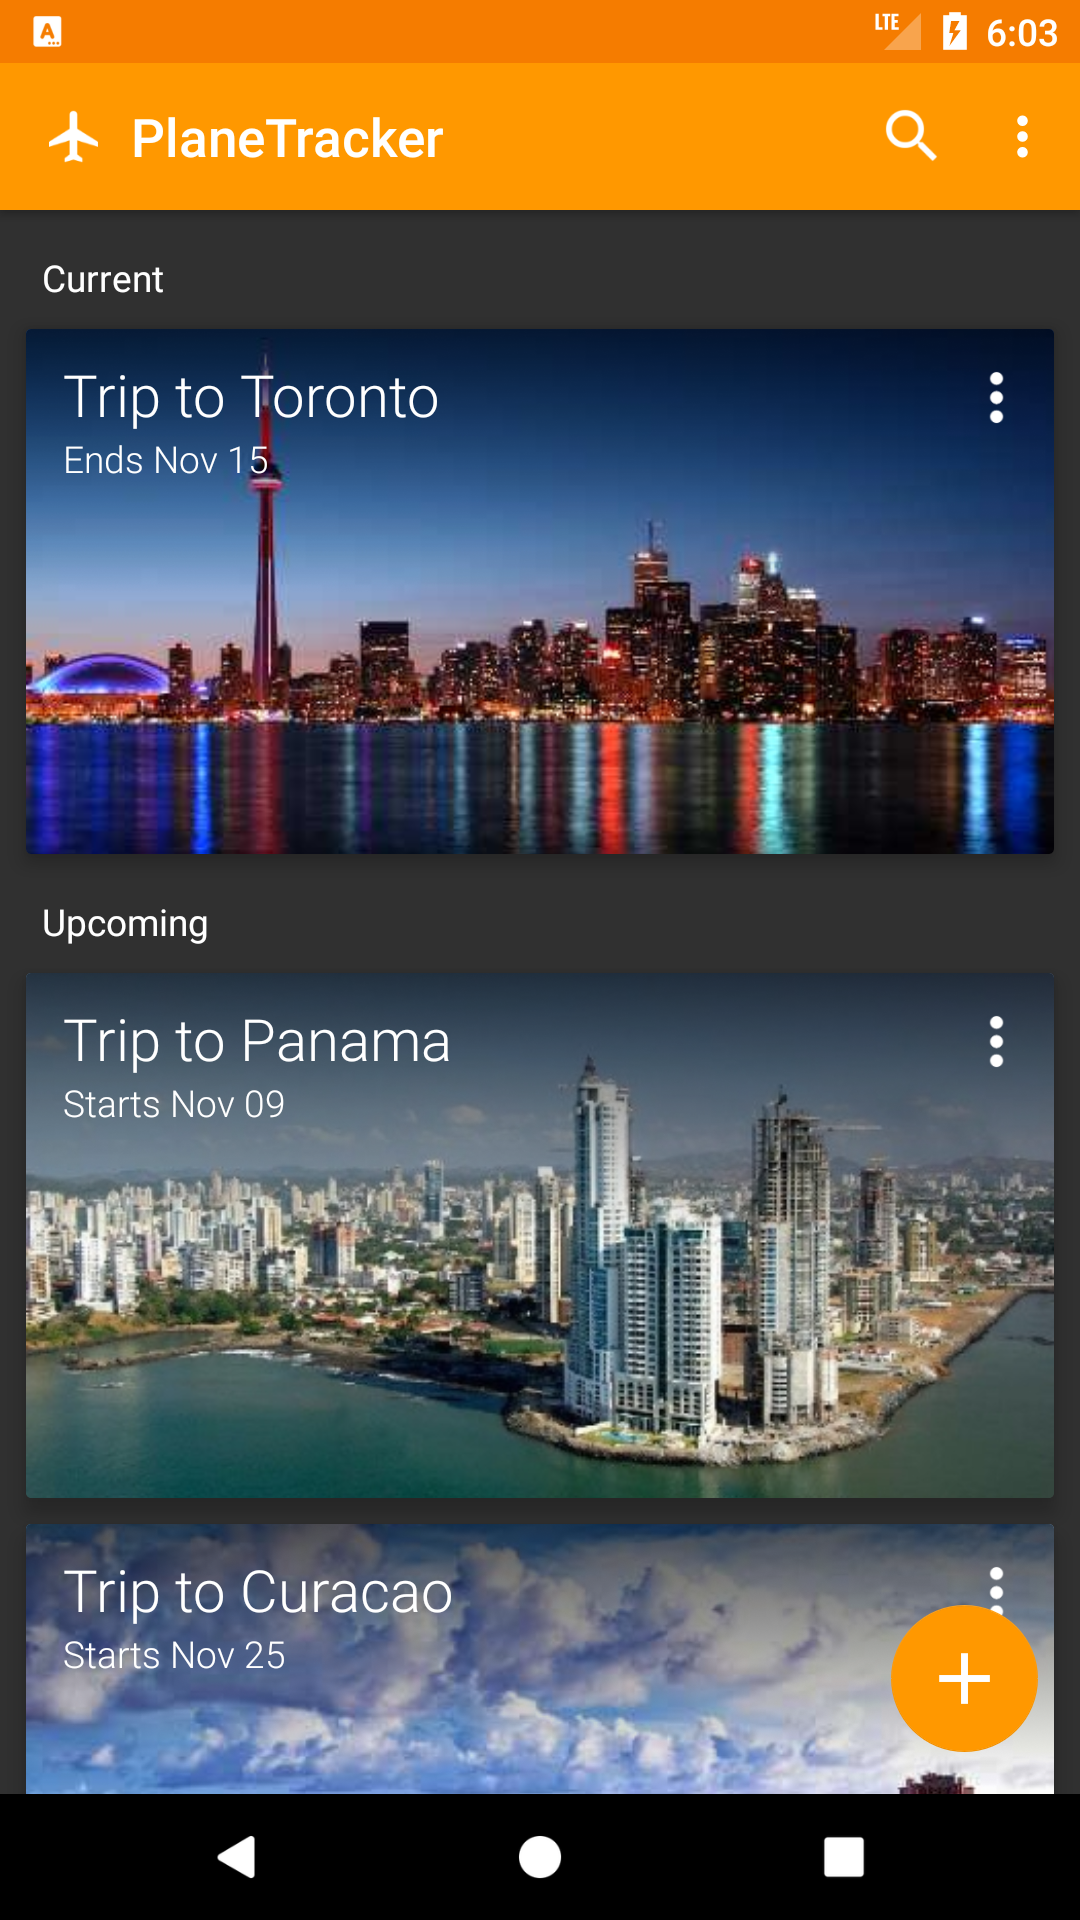 A
LTE
6:03
PlaneTracker
Current
Trip to Toronto
Ends Nov 15
Upcoming
Trip to Panama
Starts Nov 09
Trip to Curacao
Starts Nov 25